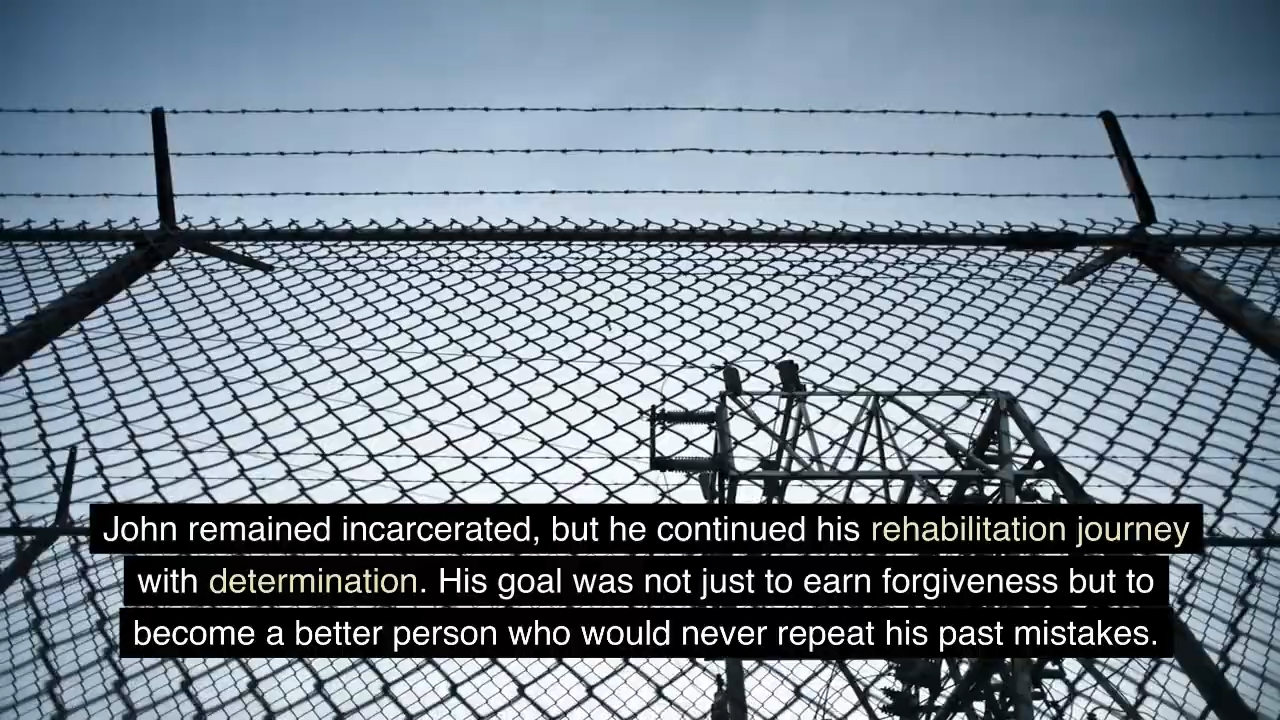 John remained incarcerated, but he continued his rehabilitation journey
with determination. His goal was not just to earn forgiveness but to
become a better person who would never repeat his past mistakes.